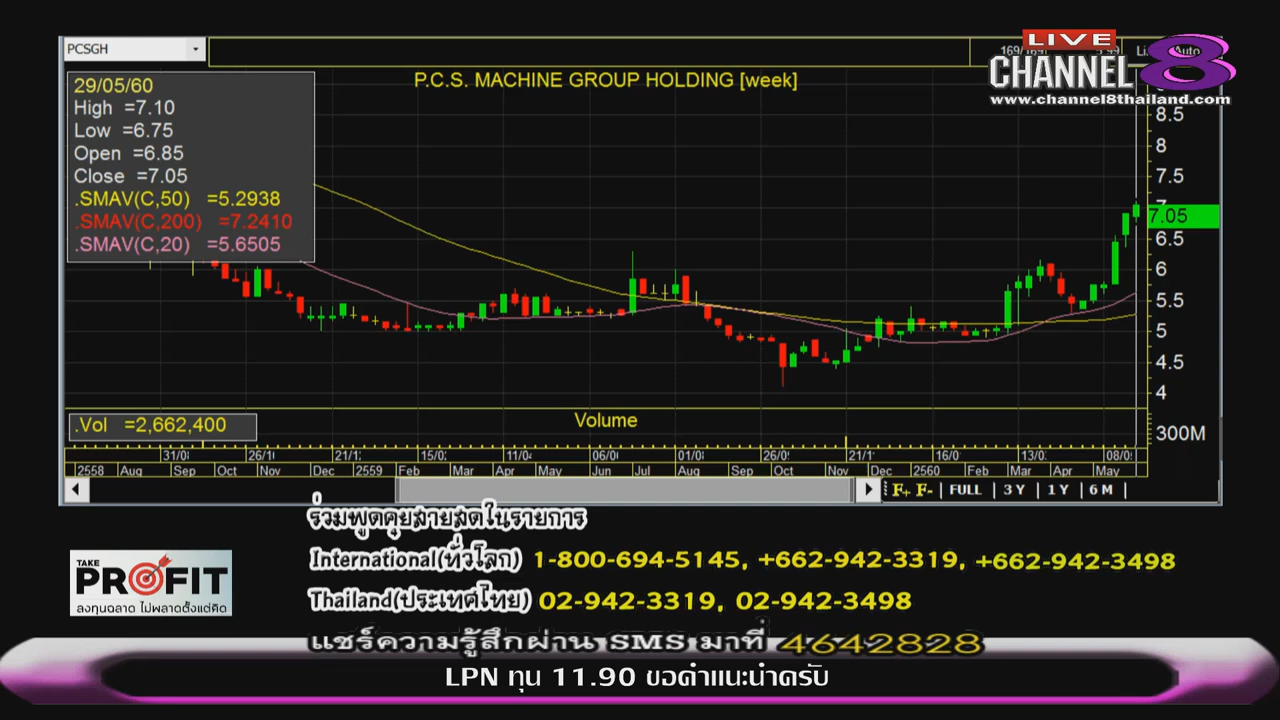 PCSGH
LIVE
CHANNEL 8
www.channel8thailand.com
P.C.S. MACHINE GROUP HOLDING [week]
Auto
29/05/60
High =7.10
Low =6.75
Open =6.85
Close =7.05
.SMAV(C,50) =5.2938
.SMAV(C,200) =7.2410
.SMAV(C,20) =5.6505
8.5
8
7.5
7
7.05
6.5
6
5.5
5
4.5
4
.Vol =2,662,400
Volume
300M
2558 Aug Sep Oct Nov Dec 2559 Feb Mar Apr May Jun Jul Aug Sep Oct Nov Dec 2560 Feb Mar Apr May
F+ F- FULL 3 Y 1 Y 6 M
ร่วมพูดคุยสายสดในรายการ
International(ทั่วโลก) 1-800-694-5145, +662-942-3319, +662-942-3498
Thailand(ประเทศไทย) 02-942-3319, 02-942-3498
แชร์ความรู้สึกผ่าน SMS มาที่ 4642828
TAKE
PROFIT
ลงทุนฉลาด ไม่พลาดตั้งแต่คิด
LPN ทุน 11.90 ขอคำแนะนำครับ